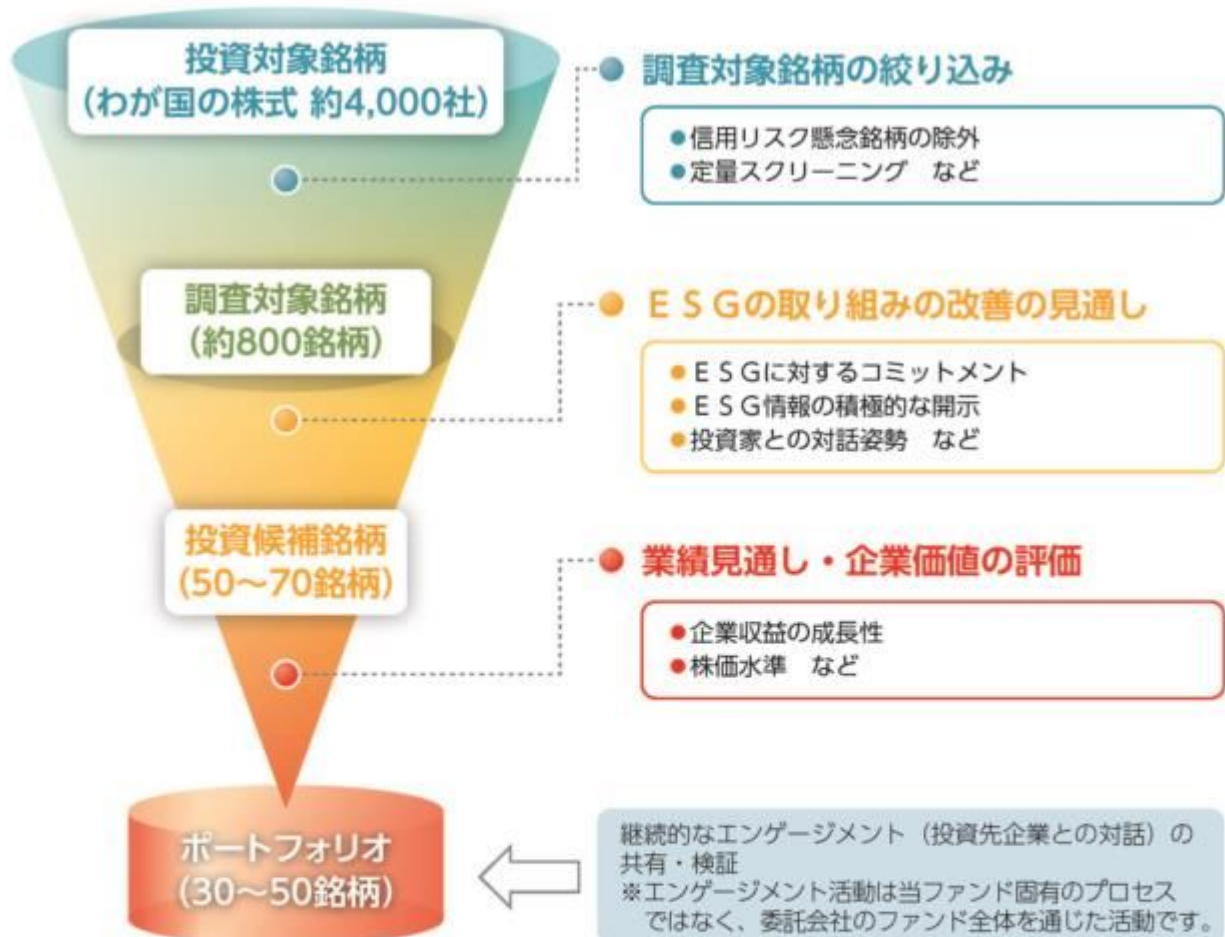 投資対象銘柄
(わが国の株式 約4,000社)
調査対象銘柄の絞り込み
●信用リスク懸念銘柄の除外
●定量スクリーニング　など
調査対象銘柄
(約800銘柄)
ＥＳＧの取り組みの改善の見通し
●ＥＳＧに対するコミットメント
●ＥＳＧ情報の積極的な開示
●投資家との対話姿勢　など
投資候補銘柄
(50～70銘柄)
業績見通し・企業価値の評価
●企業収益の成長性
●株価水準　など
ポートフォリオ
(30～50銘柄)
継続的なエンゲージメント（投資先企業との対話）の
共有・検証
※エンゲージメント活動は当ファンド固有のプロセス
ではなく、委託会社のファンド全体を通じた活動です。